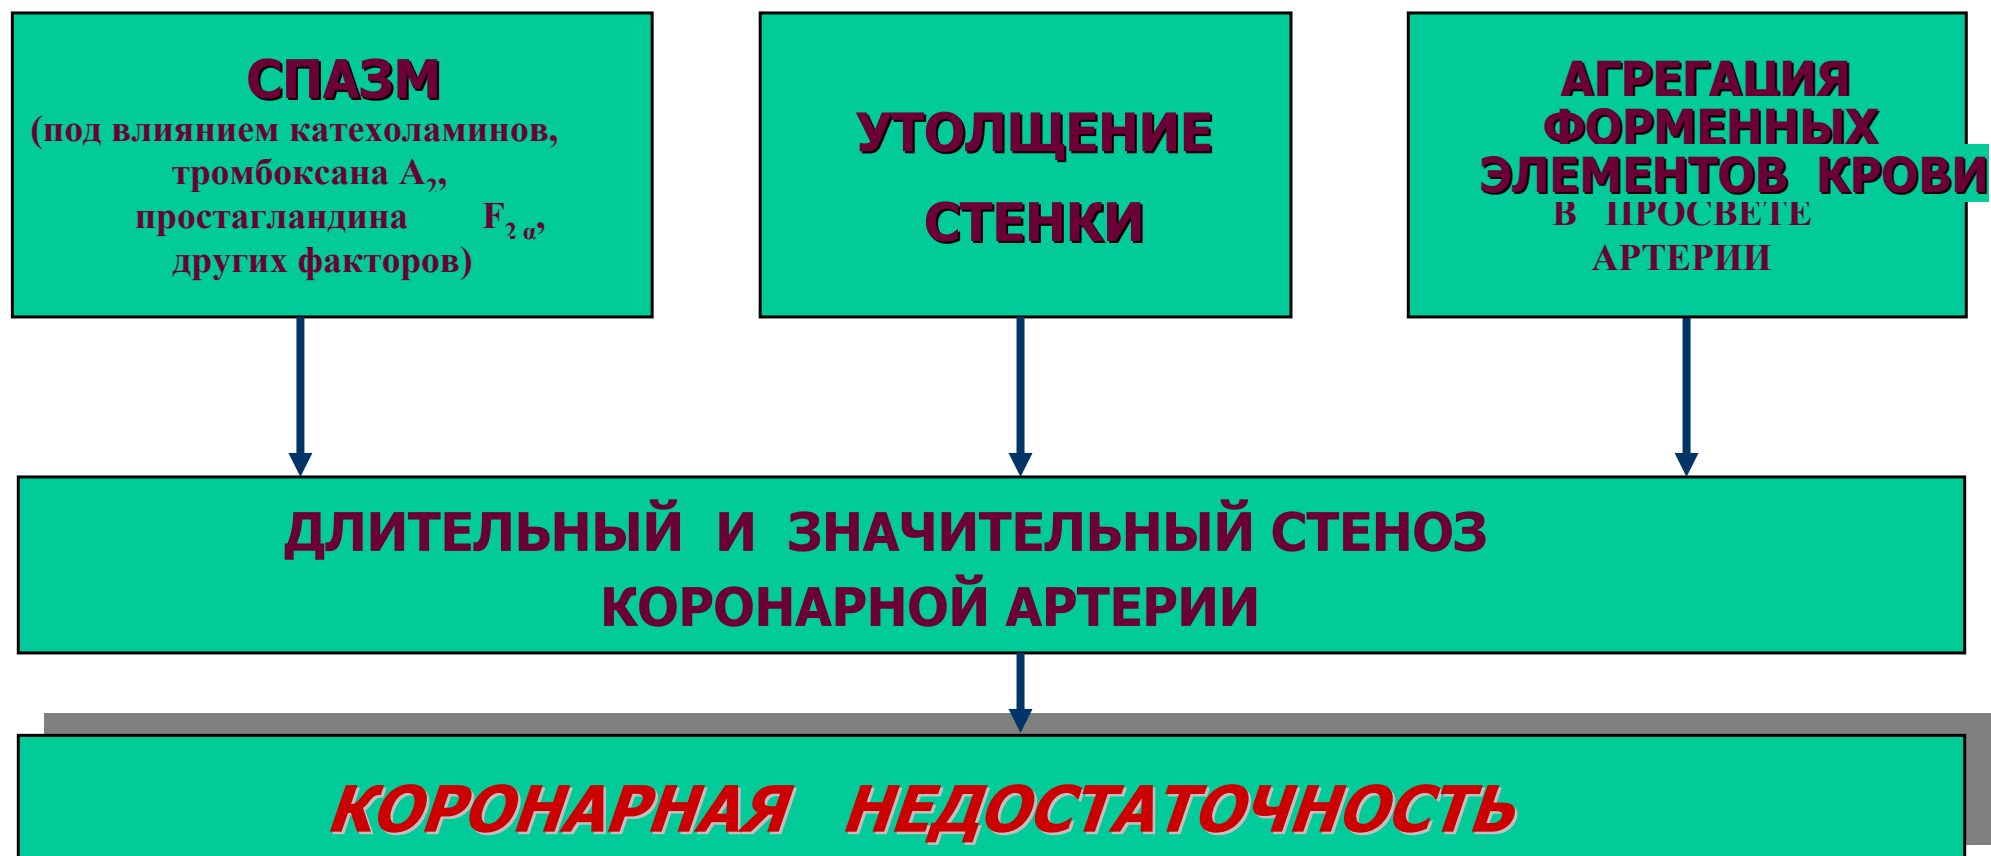 СПАЗМ
(под влиянием катехоламинов,
тромбоксана А₂,
простагландина F₂ α,
других факторов)
УТОЛЩЕНИЕ
СТЕНКИ
АГРЕГАЦИЯ
ФОРМЕННЫХ
ЭЛЕМЕНТОВ КРОВИ
В ПРОСВЕТЕ
АРТЕРИИ
ДЛИТЕЛЬНЫЙ И ЗНАЧИТЕЛЬНЫЙ СТЕНОЗ
КОРОНАРНОЙ АРТЕРИИ
КОРОНАРНАЯ НЕДОСТАТОЧНОСТЬ